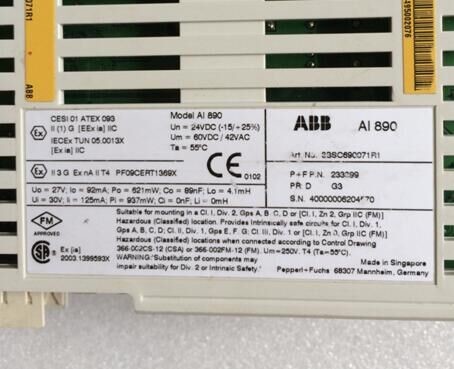 071R1
ABB
495002076
CESI 01 ATEX 093
II (1) G [EEx ia] IIC
IECEx TUN 05.0013X
[Ex ia] IIC
Model AI 890
Un = 24VDC (-15/+25%)
Um = 60VDC / 42VAC
Ta = 55°C
CE 0102
II 3 G Ex nA II T4 PF09CERT1369X
Uo = 27V, Io = 92mA, Po = 621mW, Co = 89nF, Lo = 4.1mH
Ui = 30V, Ii = 125mA, Pi = 937mW, Ci = 0nF, Li = 0mH
ABB AI 890
Art. No. 3SC690071R1
P+F P.N. 233
PR: D G3
S.N. 4000000620
FM
APPROVED
Ex [ia]
2003.1399593X
Suitable for mounting in a Cl. I, Div. 2, Gps A, B, C, D or [Cl. I, Zn 2, Grp IIC (FM)]
Hazardous (Classified) location. Provides Intrinsically safe circuits for Cl. I, Div. 1,
Gps A, B, C, D; Cl. II, Div. 1, Gps E, F, G; Cl. III, Div. 1, or [Cl. I, Zn 0, Grp IIC (FM)]
Hazardous (Classified) locations when connected according to Control Drawing
366-002CS-12 (CSA) or 366-002FM-12 (FM). Um=250V. T4 (Ta=55°C).
WARNING: Substitution of components may
impair suitability for Div. 2 or Intrinsic Safety.
Pepperl+Fuchs 68307 Mannheim, Germany